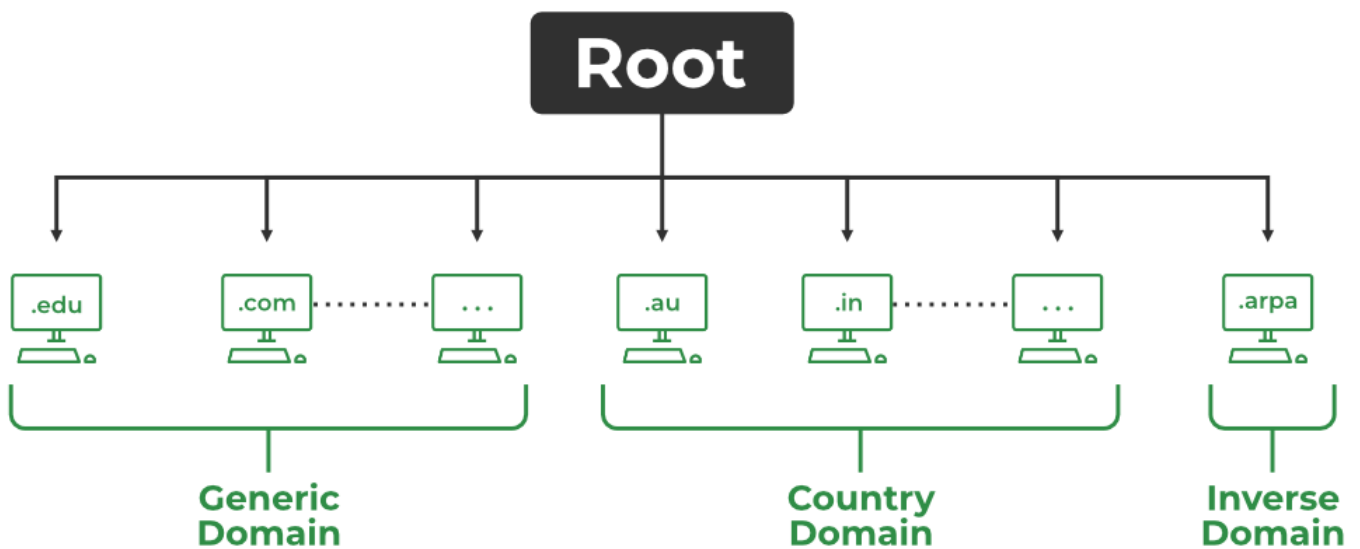 Root
.edu
.com
...
.au
.in
...
.arpa
Generic
Domain
Country
Domain
Inverse
Domain